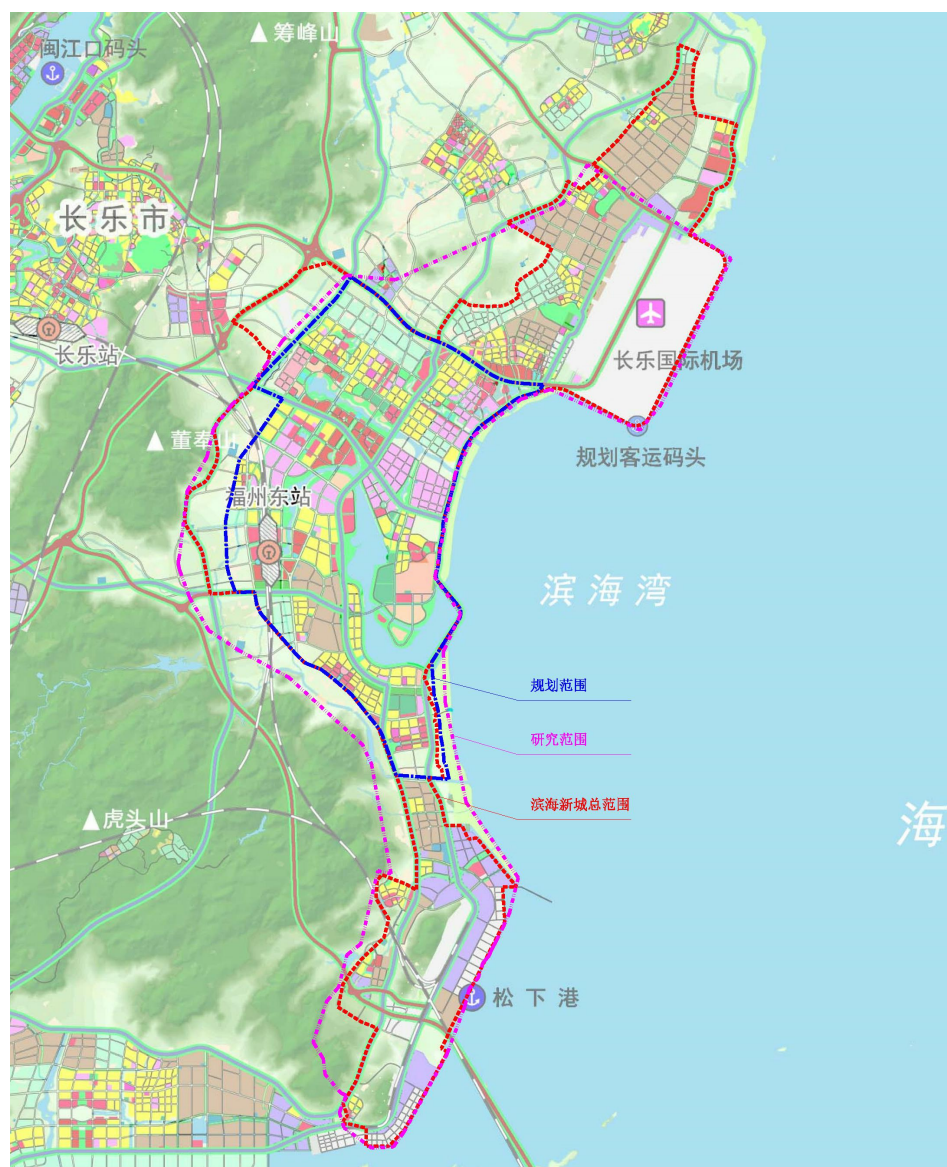 筹峰山
闽江口码头
长乐市
长乐站
长乐国际机场
规划客运码头
董奉山
福州东站
滨海湾
规划范围
研究范围
滨海新城总范围
虎头山
海
松下港